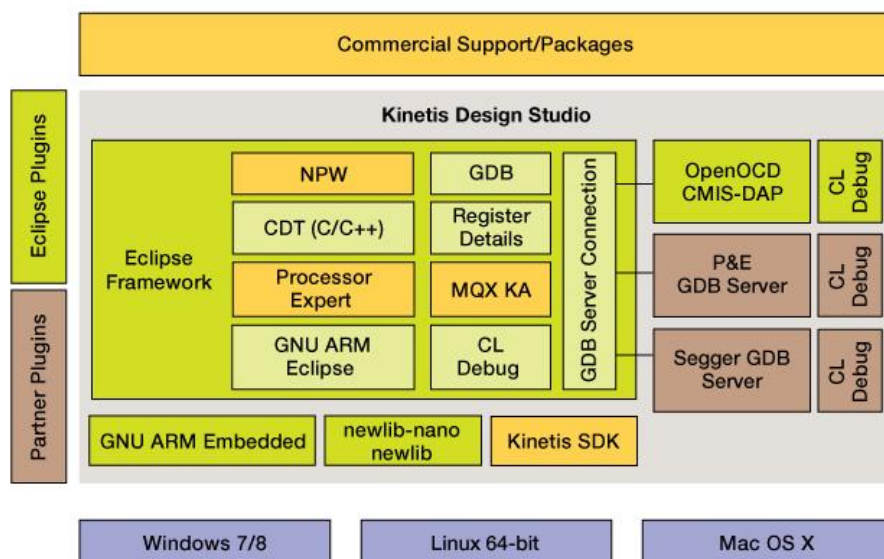 Commercial Support/Packages
Eclipse Plugins
Partner Plugins
Kinetis Design Studio
Eclipse
Framework
NPW
CDT (C/C++)
Processor
Expert
GNU ARM
Eclipse
GDB
Register
Details
MQX KA
CL
Debug
GDB Server Connection
OpenOCD
CMIS-DAP
CL
Debug
P&E
GDB Server
CL
Debug
Segger GDB
Server
CL
Debug
GNU ARM Embedded
newlib-nano
newlib
Kinetis SDK
Windows 7/8
Linux 64-bit
Mac OS X